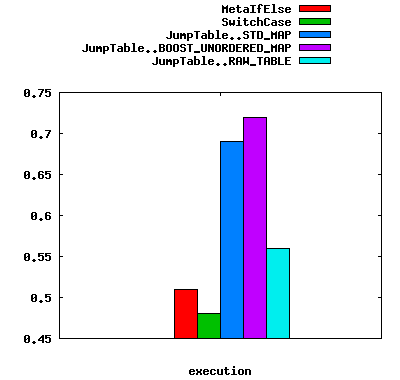 MetaIfElse
SwitchCase
JumpTable..STD_MAP
JumpTable..BOOST_UNORDERED_MAP
JumpTable..RAW_TABLE
0.75
0.7
0.65
0.6
0.55
0.5
0.45
execution